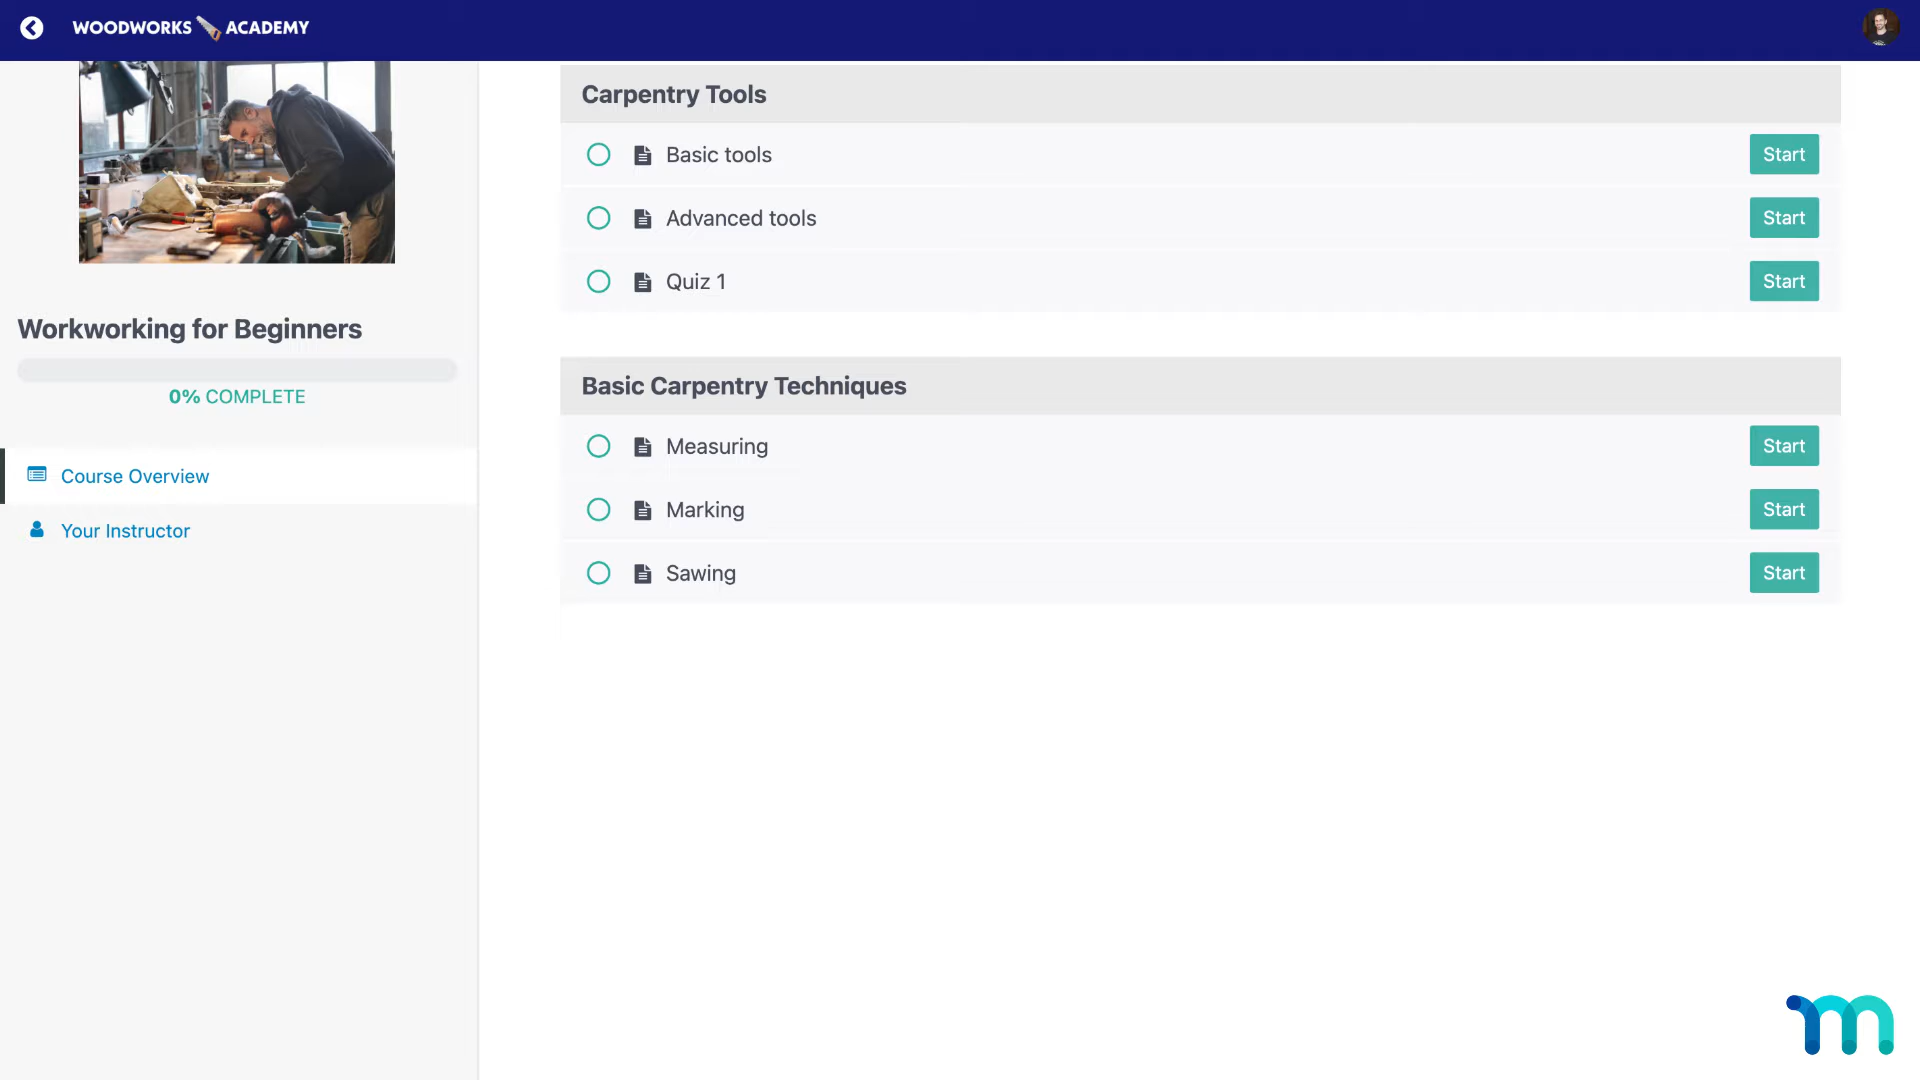 WOODWORKS ACADEMY
Workworking for Beginners
0% COMPLETE
Course Overview
Your Instructor
Carpentry Tools
Basic tools Start
Advanced tools Start
Quiz 1 Start
Basic Carpentry Techniques
Measuring Start
Marking Start
Sawing Start
m